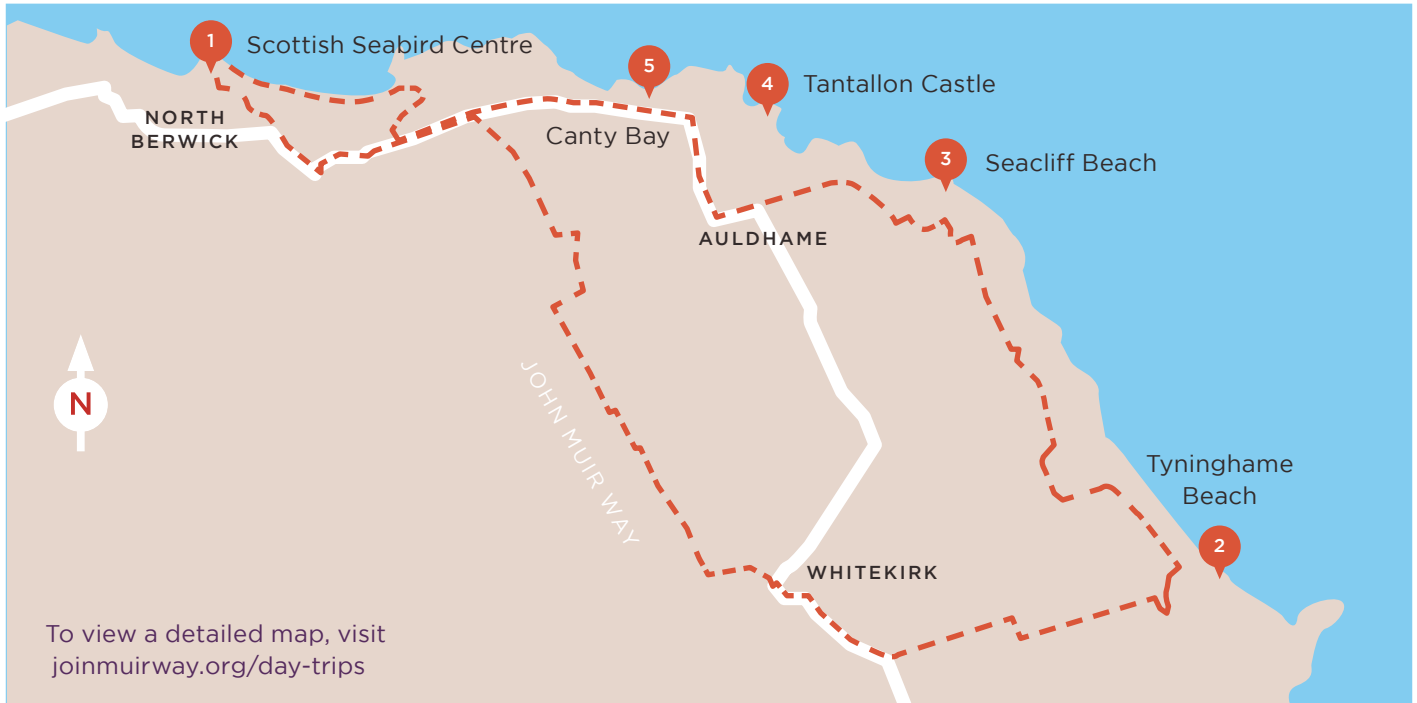 1
Scottish Seabird Centre
5
4
Tantallon Castle
NORTH
BERWICK
Canty Bay
3
Seacliff Beach
AULDHAME
N
JOHN MUIR WAY
Tyninghame
Beach
2
WHITEKIRK
To view a detailed map, visit
joinmuirway.org/day-trips